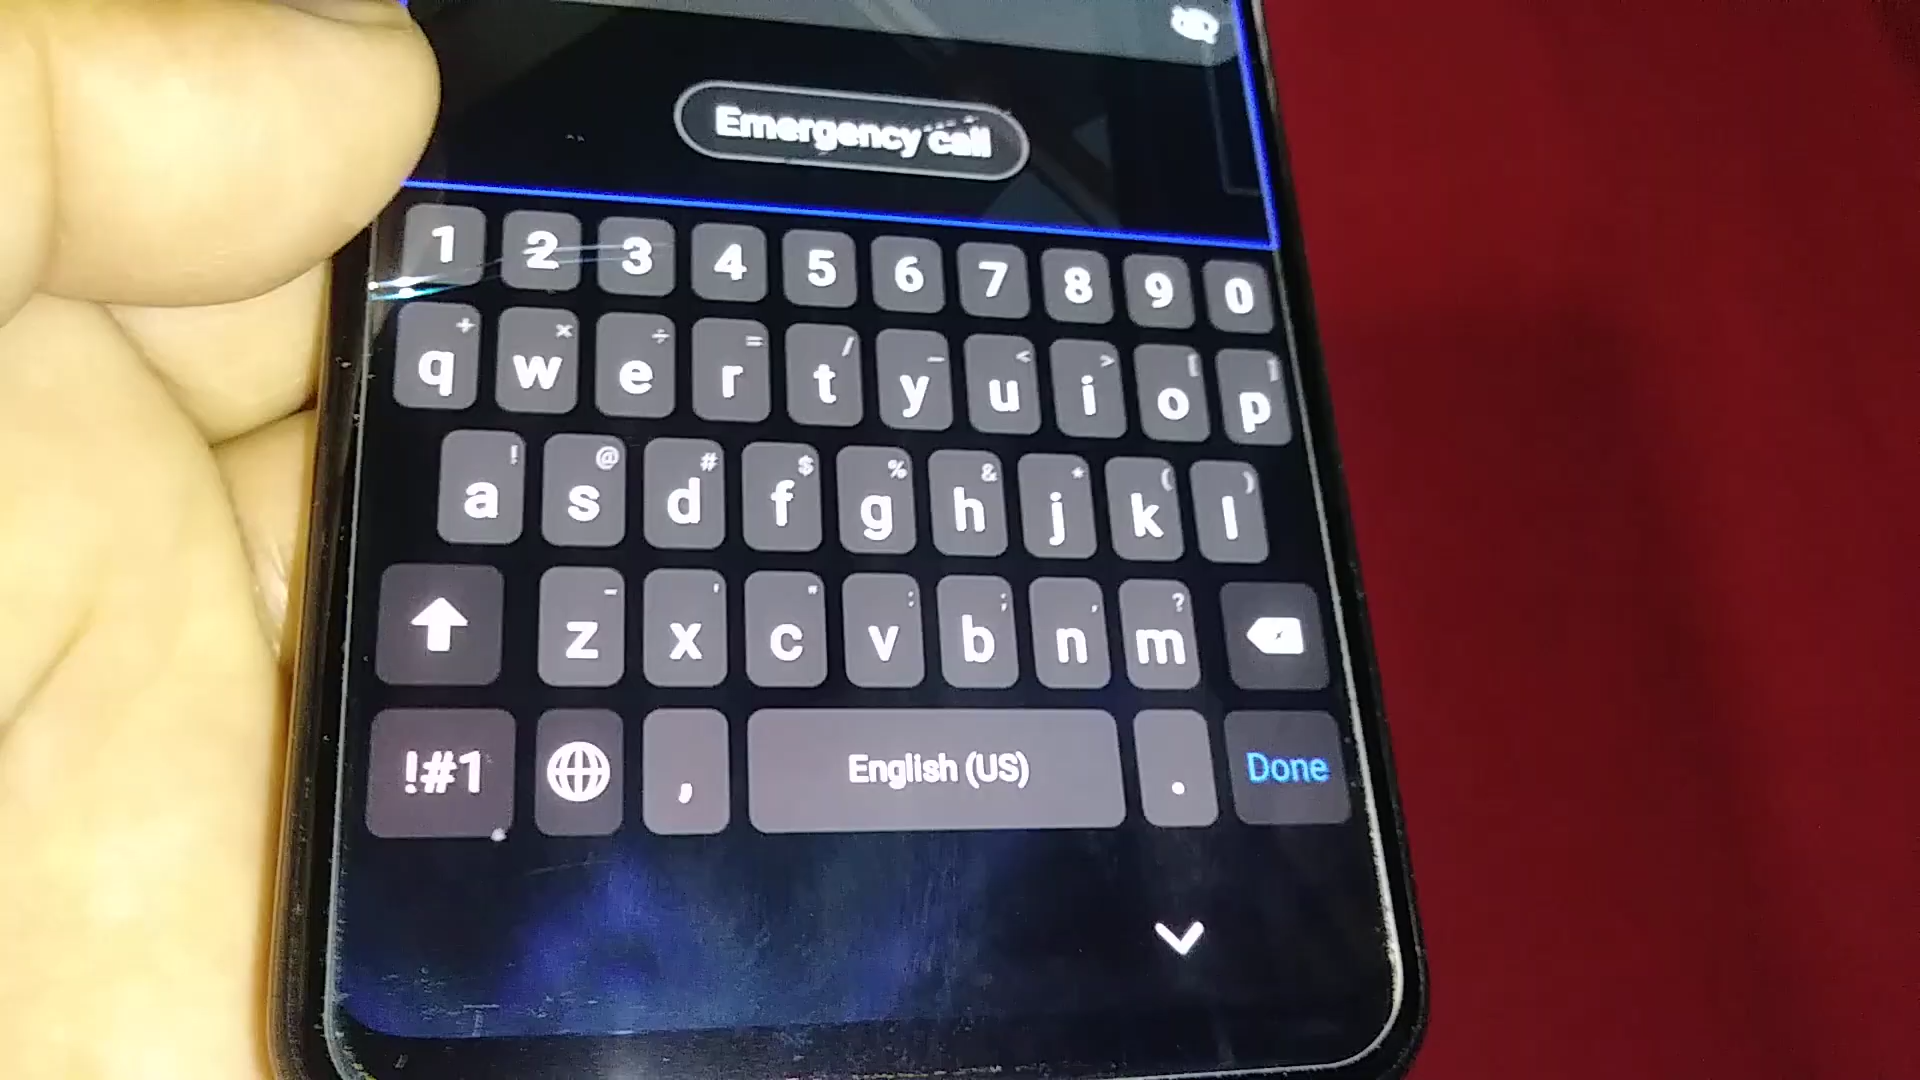 Emergency call
1 2 3 4 5 6 7 8 9 0
+ × ÷ = / _ < > [ ]
q w e r t y u i o p
! @ # $ % & * ( )
a s d f g h j k l
- ' " : ; , ?
z x c v b n m
!#1 , English (US) . Done